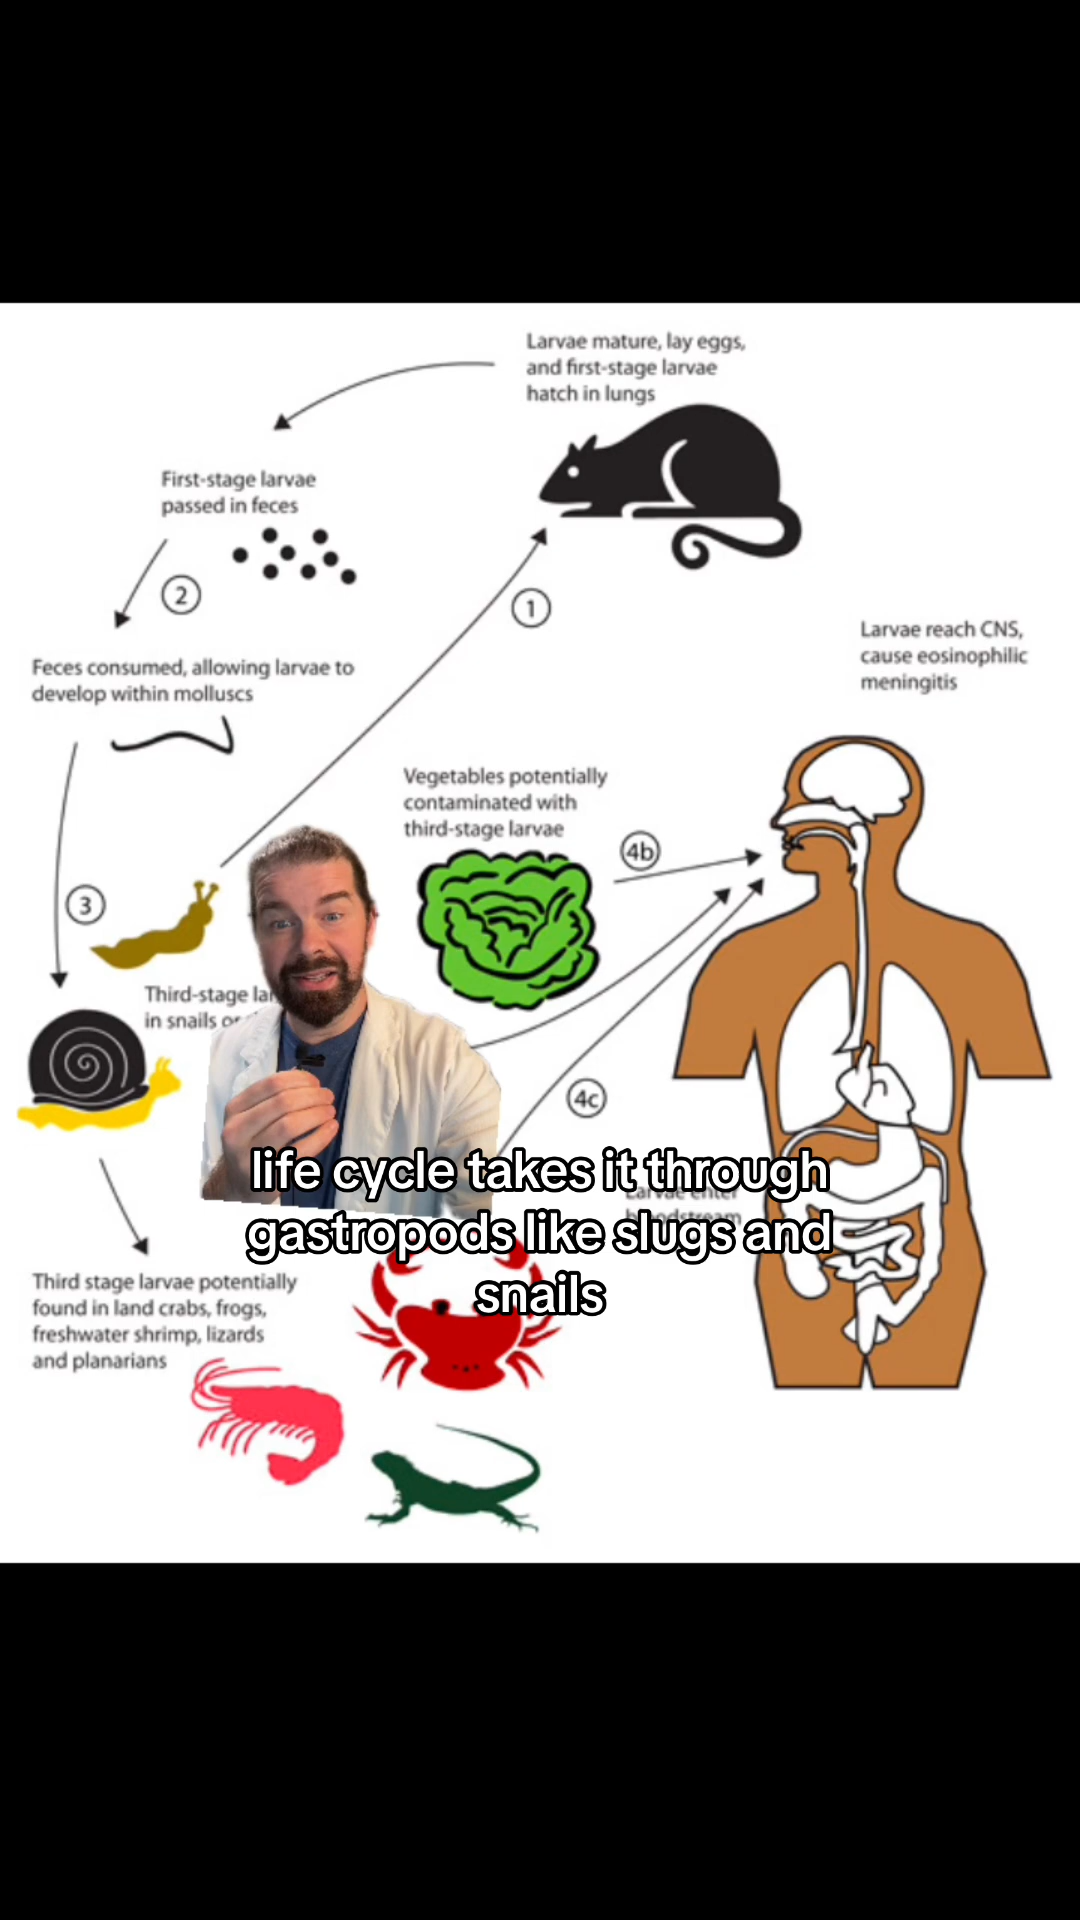 Larvae mature, lay eggs,
and first-stage larvae
hatch in lungs
First-stage larvae
passed in feces
2
1
Larvae reach CNS,
cause eosinophilic
meningitis
Feces consumed, allowing larvae to
develop within molluscs
Vegetables potentially
contaminated with
third-stage larvae
4b
3
Third-stage
in snails or
4c
life cycle takes it through
gastropods like slugs and
snails
Larvae enter
Third stage larvae potentially
found in land crabs, frogs,
freshwater shrimp, lizards
and planarians